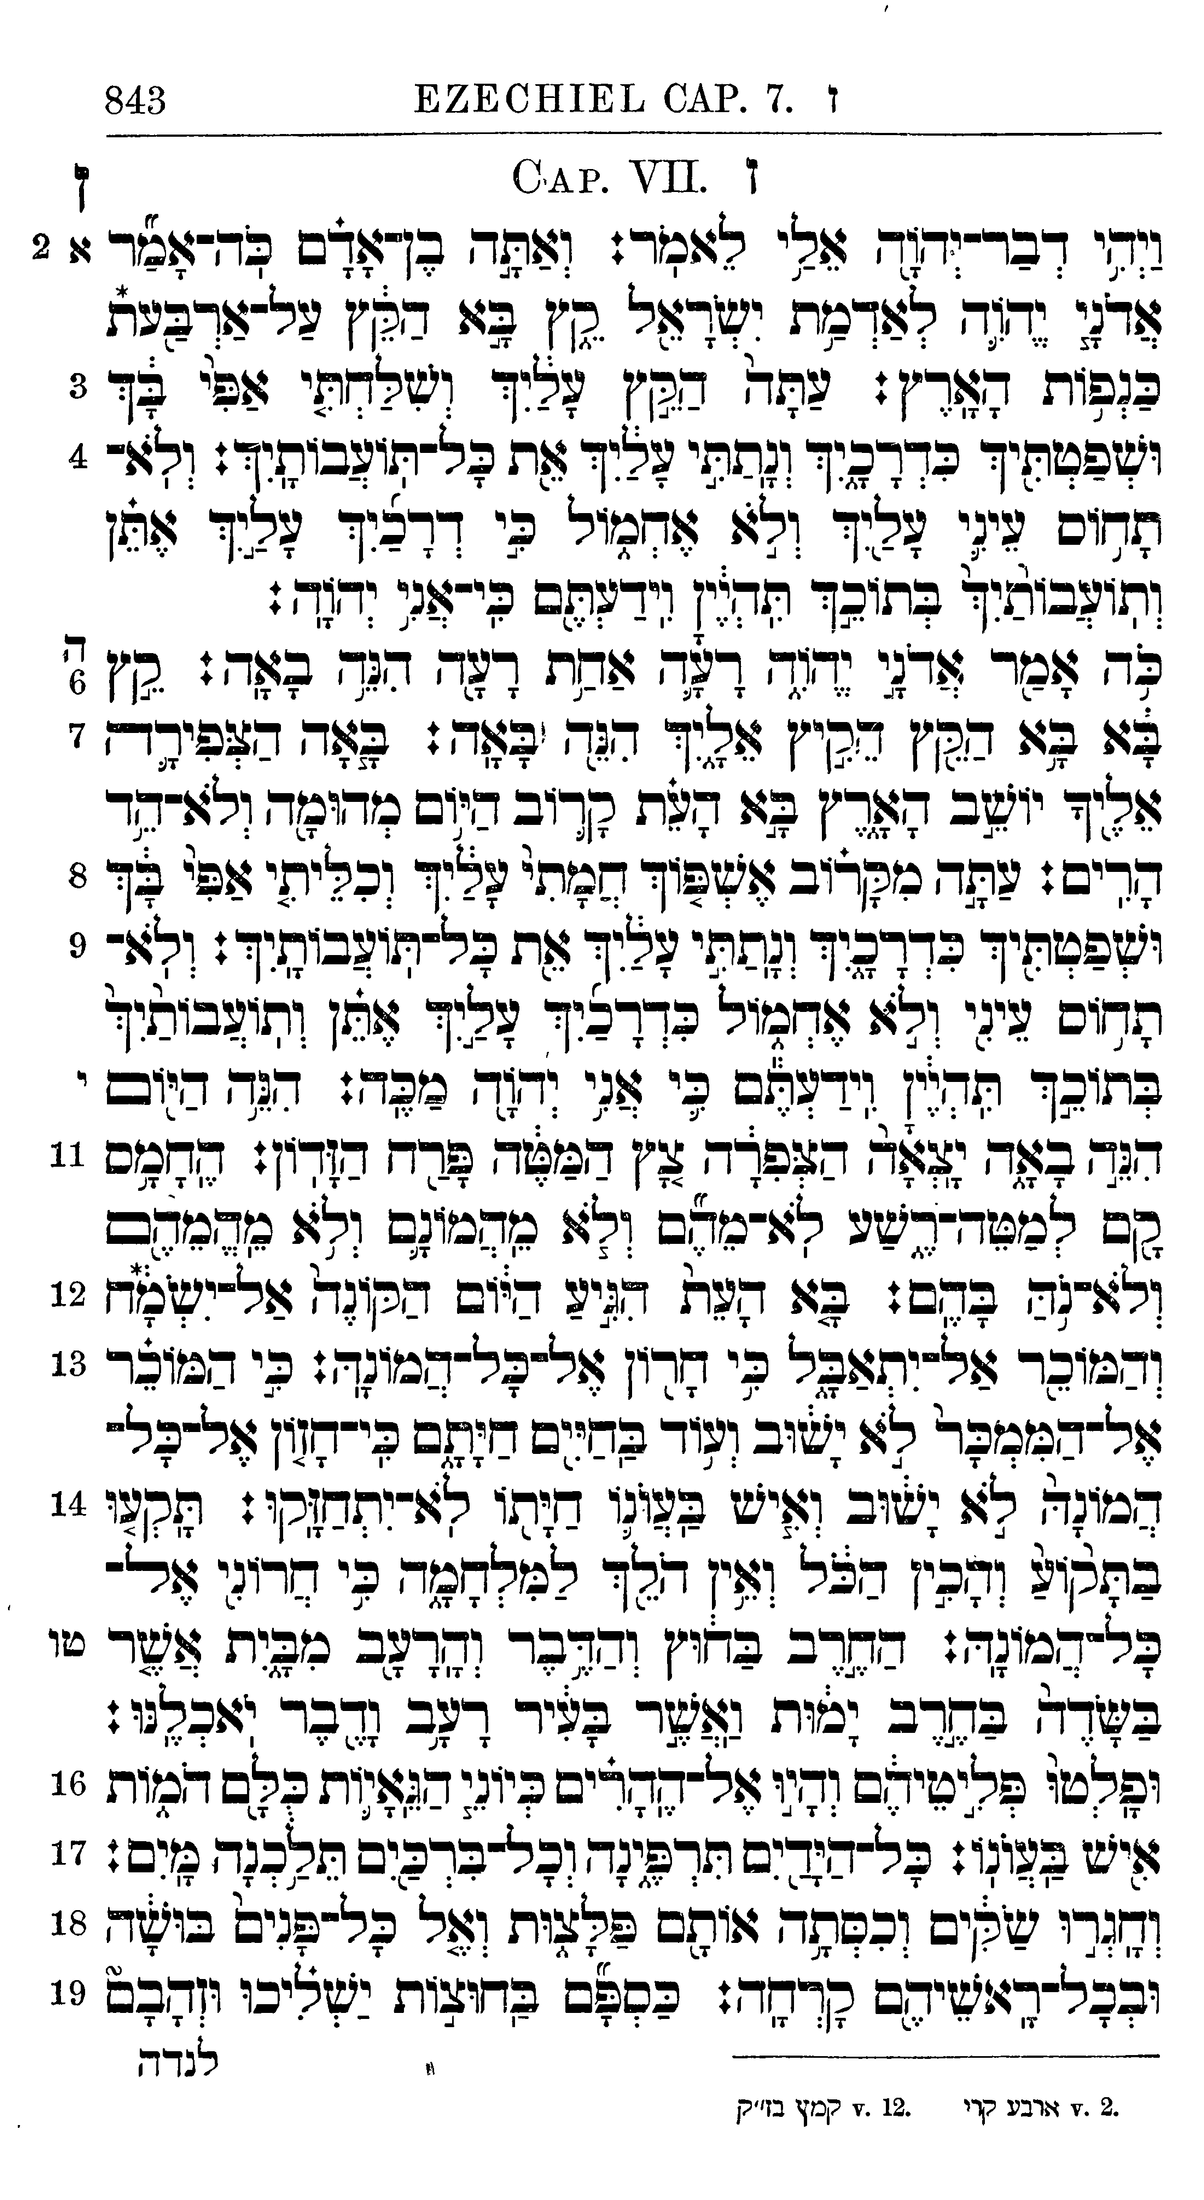 843 EZECHIEL CAP. 7. ז
CAP. VII. ז
ז
א 2 וַיְהִ֥י דְבַר־יְהוָ֖ה אֵלַ֥י לֵאמֹֽר׃ וְאַתָּ֣ה בֶן־אָדָ֗ם כֹּֽה־אָמַ֞ר
אֲדֹנָ֧י יֱהוִ֛ה לְאַדְמַ֥ת יִשְׂרָאֵ֖ל קֵ֑ץ בָּ֣א הַקֵּ֔ץ עַל־אַרְבַּ֖עת*
3 כַּנְפ֥וֹת הָאָֽרֶץ׃ עַתָּה֙ הַקֵּ֣ץ עָלַ֔יִךְ וְשִׁלַּחְתִּ֤י אַפִּי֙ בָּ֔ךְ
4 וּשְׁפַטְתִּ֖יךְ כִּדְרָכָ֑יִךְ וְנָתַתִּ֣י עָלַ֔יִךְ אֵ֖ת כָּל־תּוֹעֲבוֹתָֽיִךְ׃ וְלֹא־
תָח֥וֹס עֵינִ֛י עָלַ֖יִךְ וְלֹ֣א אֶחְמ֑וֹל כִּ֣י דְרָכַ֜יִךְ עָלַ֣יִךְ אֶתֵּ֗ן
וְתוֹעֲבוֹתַ֙יִךְ֙ בְּתוֹכֵ֣ךְ תִּֽהְיֶ֔יןָ וִֽידַעְתֶּ֖ם כִּֽי־אֲנִ֥י יְהוָֽה׃
ה 6 כֹּ֥ה אָמַ֖ר אֲדֹנָ֣י יֱהוִ֑ה רָעָ֛ה אַחַ֥ת רָעָ֖ה הִנֵּ֥ה בָאָֽה׃ קֵ֣ץ
7 בָּ֔א בָּ֥א הַקֵּ֖ץ הֵקִ֣יץ אֵלָ֑יִךְ הִנֵּ֖ה בָּאָֽה׃ בָּ֧אָה הַצְּפִירָ֛ה
אֵלֶ֖יךָ יוֹשֵׁ֣ב הָאָ֑רֶץ בָּ֣א הָעֵ֗ת קָר֛וֹב הַיּ֥וֹם מְהוּמָ֖ה וְלֹא־הֵ֥ד
8 הָרִֽים׃ עַתָּ֣ה מִקָּר֗וֹב אֶשְׁפּ֤וֹךְ חֲמָתִי֙ עָלַ֔יִךְ וְכִלֵּיתִ֤י אַפִּי֙ בָּ֔ךְ
9 וּשְׁפַטְתִּ֖יךְ כִּדְרָכָ֑יִךְ וְנָתַתִּ֣י עָלַ֔יִךְ אֵ֖ת כָּל־תּוֹעֲבוֹתָֽיִךְ׃ וְלֹא־
תָח֥וֹס עֵינִ֖י וְלֹ֣א אֶחְמ֑וֹל כִּדְרָכַ֜יִךְ עָלַ֣יִךְ אֶתֵּ֗ן וְתוֹעֲבוֹתַ֙יִךְ֙
י בְּתוֹכֵ֣ךְ תִּֽהְיֶ֔יןָ וִֽידַעְתֶּ֕ם כִּ֛י אֲנִ֥י יְהוָ֖ה מַכֶּֽה׃ הִנֵּ֥ה הַיּ֖וֹם
11 הִנֵּ֣ה בָאָ֑ה יָֽצְאָה֙ הַצְּפִרָ֔ה צָ֚ץ הַמַּטֶּ֔ה פָּרַ֖ח הַזָּדֽוֹן׃ הֶחָמָ֥ס
קָ֖ם לְמַטֵּה־רֶ֑שַׁע לֹא־מֵהֶ֞ם וְלֹ֧א מֵהֲמוֹנָ֛ם וְלֹ֥א מֶהֱמֵהֶ֖ם
12 וְלֹא־נֹ֥הַּ בָּהֶֽם׃ בָּ֤א הָעֵת֙ הִגִּ֣יעַ הַיּ֔וֹם הַקּוֹנֶה֙ אַל־יִשְׂמָ֔ח*
13 וְהַמּוֹכֵ֖ר אַל־יִתְאַבָּ֑ל כִּ֥י חָר֖וֹן אֶל־כָּל־הֲמוֹנָֽהּ׃ כִּ֣י הַמּוֹכֵ֗ר
אֶל־הַמִּמְכָּר֙ לֹ֣א יָשׁ֔וּב וְע֥וֹד בַּחַיִּ֖ים חַיָּתָ֑ם כִּֽי־חָז֤וֹן אֶל־כָּל־
14 הֲמוֹנָהּ֙ לֹ֣א יָשׁ֔וּב וְאִ֧ישׁ בַּעֲוֺנ֛וֹ חַיָּת֖וֹ לֹא־יִתְחַזָּֽקוּ׃ תָּקְע֤וּ
בַתָּק֙וֹעַ֙ וְהָכִ֣ין הַכֹּ֔ל וְאֵ֥ין הֹלֵ֖ךְ לַמִּלְחָמָ֑ה כִּ֥י חֲרוֹנִ֖י אֶל־
טו כָּל־הֲמוֹנָֽהּ׃ הַחֶ֣רֶב בַּח֔וּץ וְהַדֶּ֥בֶר וְהָרָעָ֖ב מִבָּ֑יִת אֲשֶׁ֤ר
בַּשָּׂדֶה֙ בַּחֶ֣רֶב יָמ֔וּת וַאֲשֶׁ֣ר בָּעִ֔יר רָעָ֥ב וָדֶ֖בֶר יֹאכְלֶֽנּוּ׃
16 וּפָֽלְטוּ֙ פְּלִ֣יטֵיהֶ֔ם וְהָי֣וּ אֶל־הֶהָרִ֗ים כְּיוֹנֵ֧י הַגֵּאָי֛וֹת כֻּלָּ֖ם הֹמ֑וֹת
17 אִ֖ישׁ בַּעֲוֺנֽוֹ׃ כָּל־הַיָּדַ֖יִם תִּרְפֶּ֑ינָה וְכָל־בִּרְכַּ֖יִם תֵּלַ֥כְנָה מָּֽיִם׃
18 וְחָגְר֣וּ שַׂקִּ֔ים וְכִסְּתָ֥ה אוֹתָ֖ם פַּלָּצ֑וּת וְאֶ֤ל כָּל־פָּנִים֙ בּוּשָׁ֔ה
19 וּבְכָל־רָאשֵׁיהֶ֖ם קָרְחָֽה׃ כַּסְפָּ֞ם בַּחוּצ֣וֹת יַשְׁלִ֗יכוּ וּזְהָבָם֮
לנדה
v. 2. ארבע קרי v. 12. קמץ בז״ק